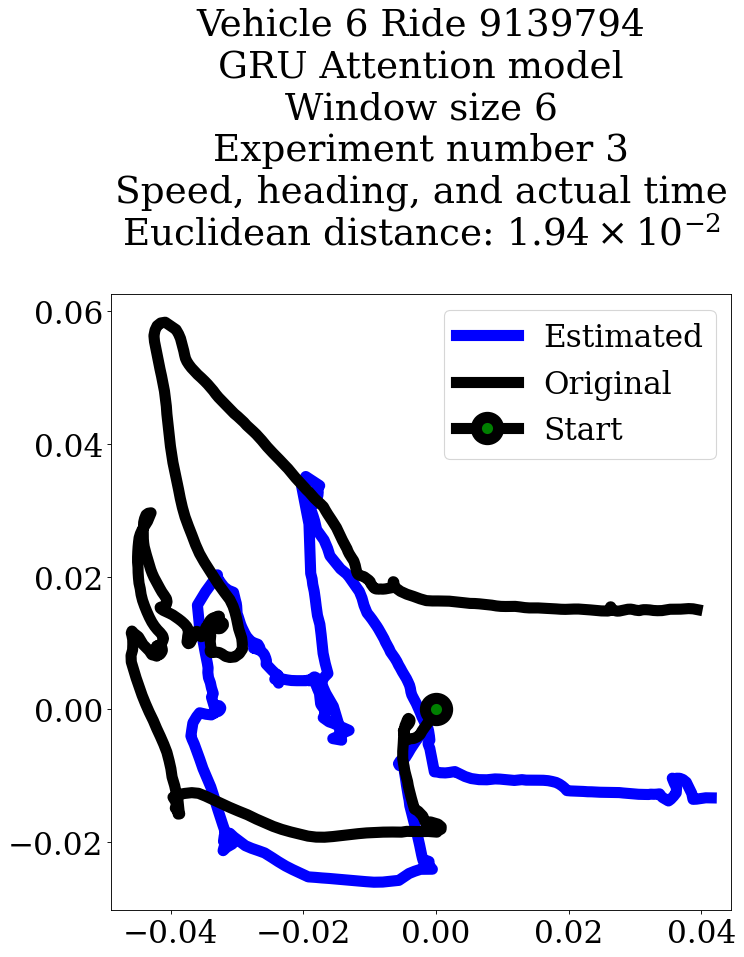 Vehicle 6 Ride 9139794
GRU Attention model
Window size 6
Experiment number 3
Speed, heading, and actual time
Euclidean distance: 1.94 × 10⁻²
Estimated
Original
Start
0.06
0.04
0.02
0.00
−0.02
−0.04 −0.02 0.00 0.02 0.04